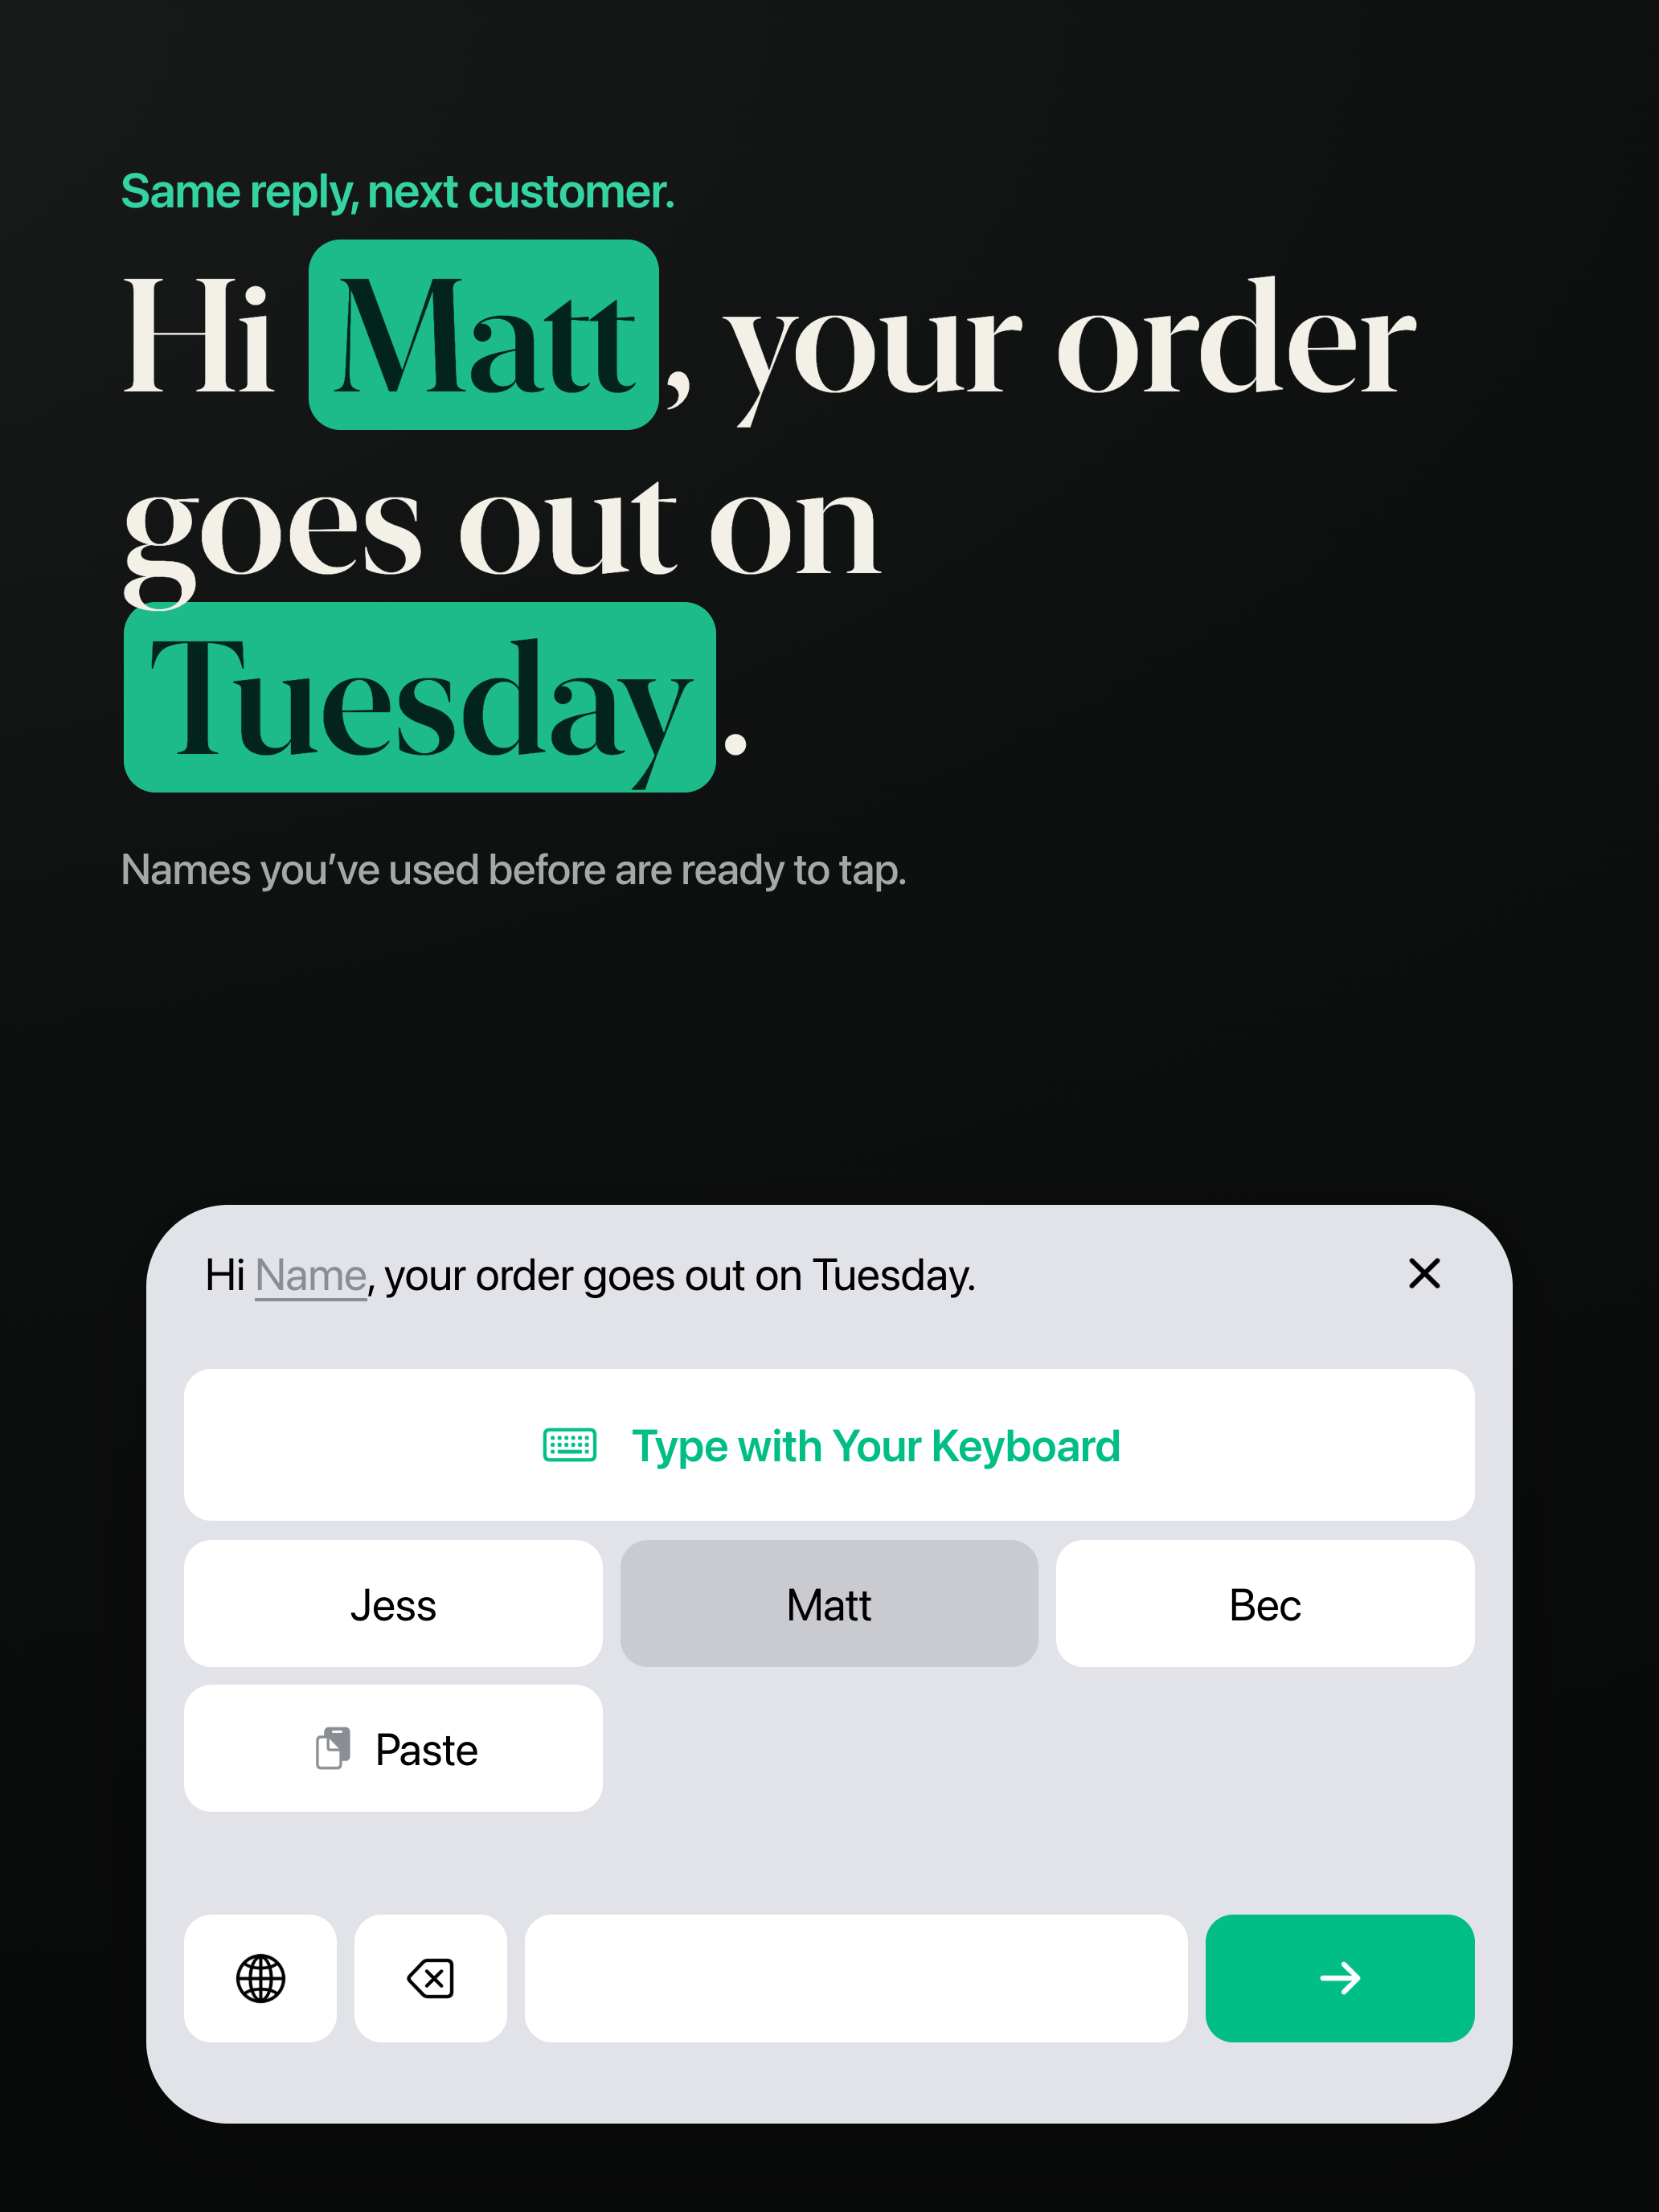 Same reply, next customer.
Hi Matt, your order
goes out on
Tuesday.
Names you’ve used before are ready to tap.
Hi Name, your order goes out on Tuesday.
Type with Your Keyboard
Jess Matt Bec
Paste